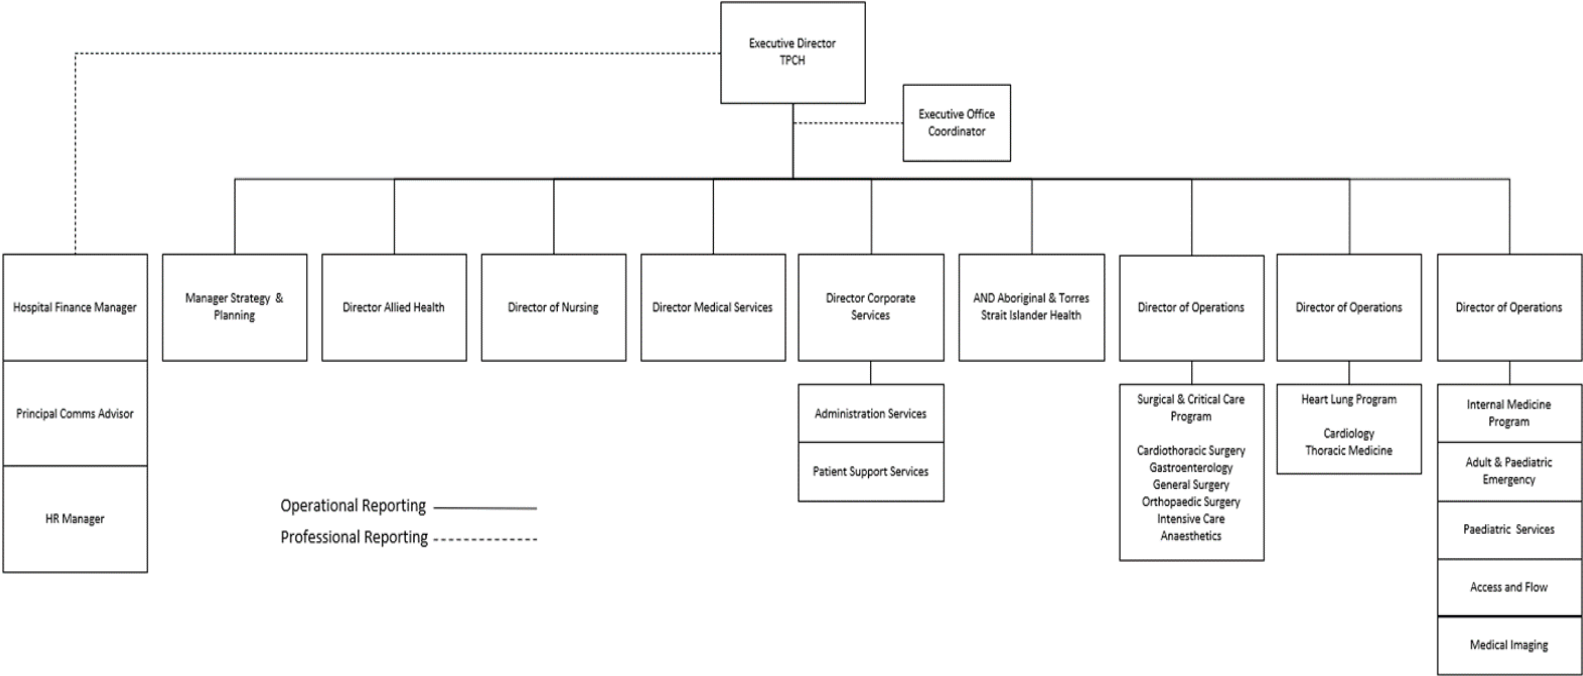 Executive Director
TPCH
Executive Office
Coordinator
Hospital Finance Manager
Principal Comms Advisor
HR Manager
Manager Strategy &
Planning
Director Allied Health
Director of Nursing
Director Medical Services
Director Corporate
Services
Administration Services
Patient Support Services
AND Aboriginal & Torres
Strait Islander Health
Director of Operations
Surgical & Critical Care
Program
Cardiothoracic Surgery
Gastroenterology
General Surgery
Orthopaedic Surgery
Intensive Care
Anaesthetics
Director of Operations
Heart Lung Program
Cardiology
Thoracic Medicine
Director of Operations
Internal Medicine
Program
Adult & Paediatric
Emergency
Paediatric Services
Access and Flow
Medical Imaging
Operational Reporting
Professional Reporting